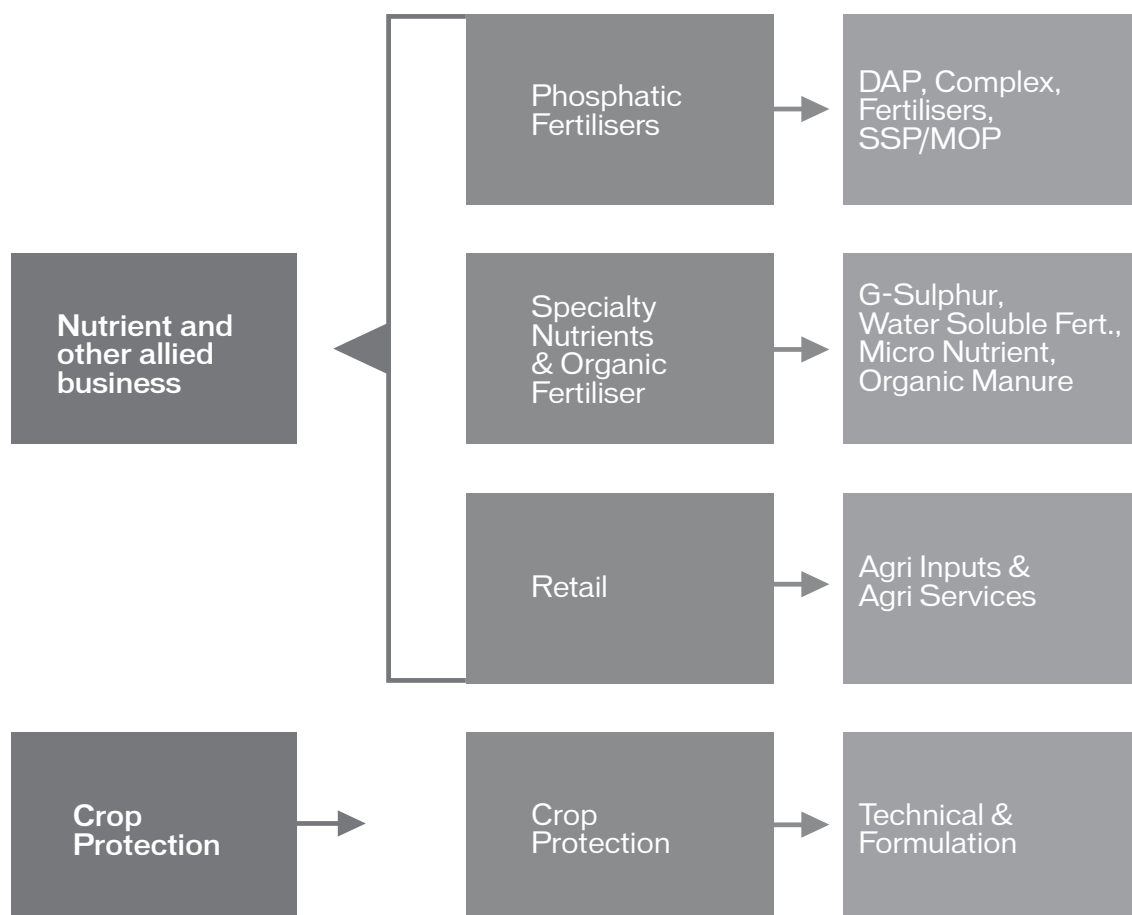 Nutrient and
other allied
business
Phosphatic
Fertilisers
DAP, Complex,
Fertilisers,
SSP/MOP
Specialty
Nutrients
& Organic
Fertiliser
G-Sulphur,
Water Soluble Fert.,
Micro Nutrient,
Organic Manure
Retail
Agri Inputs &
Agri Services
Crop
Protection
Crop
Protection
Technical &
Formulation